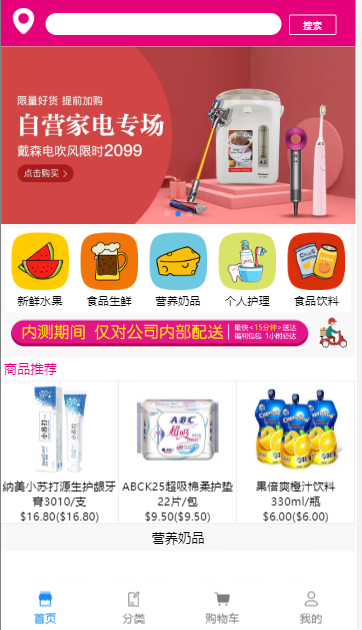 搜索
限量好货 提前加购
自营家电专场
戴森电吹风限时2099
点击购买 >
新鲜水果
食品生鲜
营养奶品
个人护理
食品饮料
内测期间 仅对公司内部配送
最快<15分钟>送达
福利包包 1小时必达
商品推荐
小苏打
ABC
纳美小苏打源生护龈牙
膏3010/支
$16.80($16.80)
ABCK25超吸棉柔护垫
22片/包
$9.50($9.50)
果倍爽橙汁饮料
330ml/瓶
$6.00($6.00)
营养奶品
首页
分类
购物车
我的